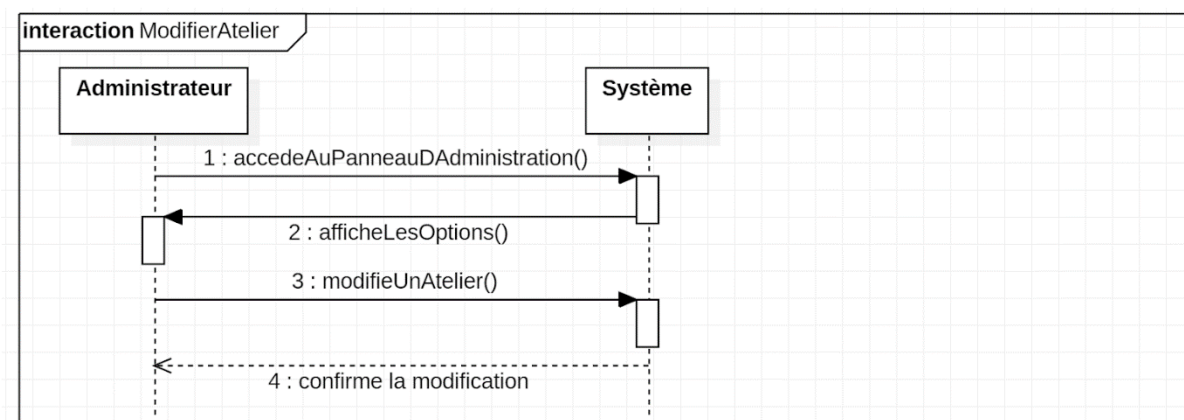 interaction ModifierAtelier
Administrateur
Système
1 : accedeAuPanneauDAdministration()
2 : afficheLesOptions()
3 : modifieUnAtelier()
4 : confirme la modification